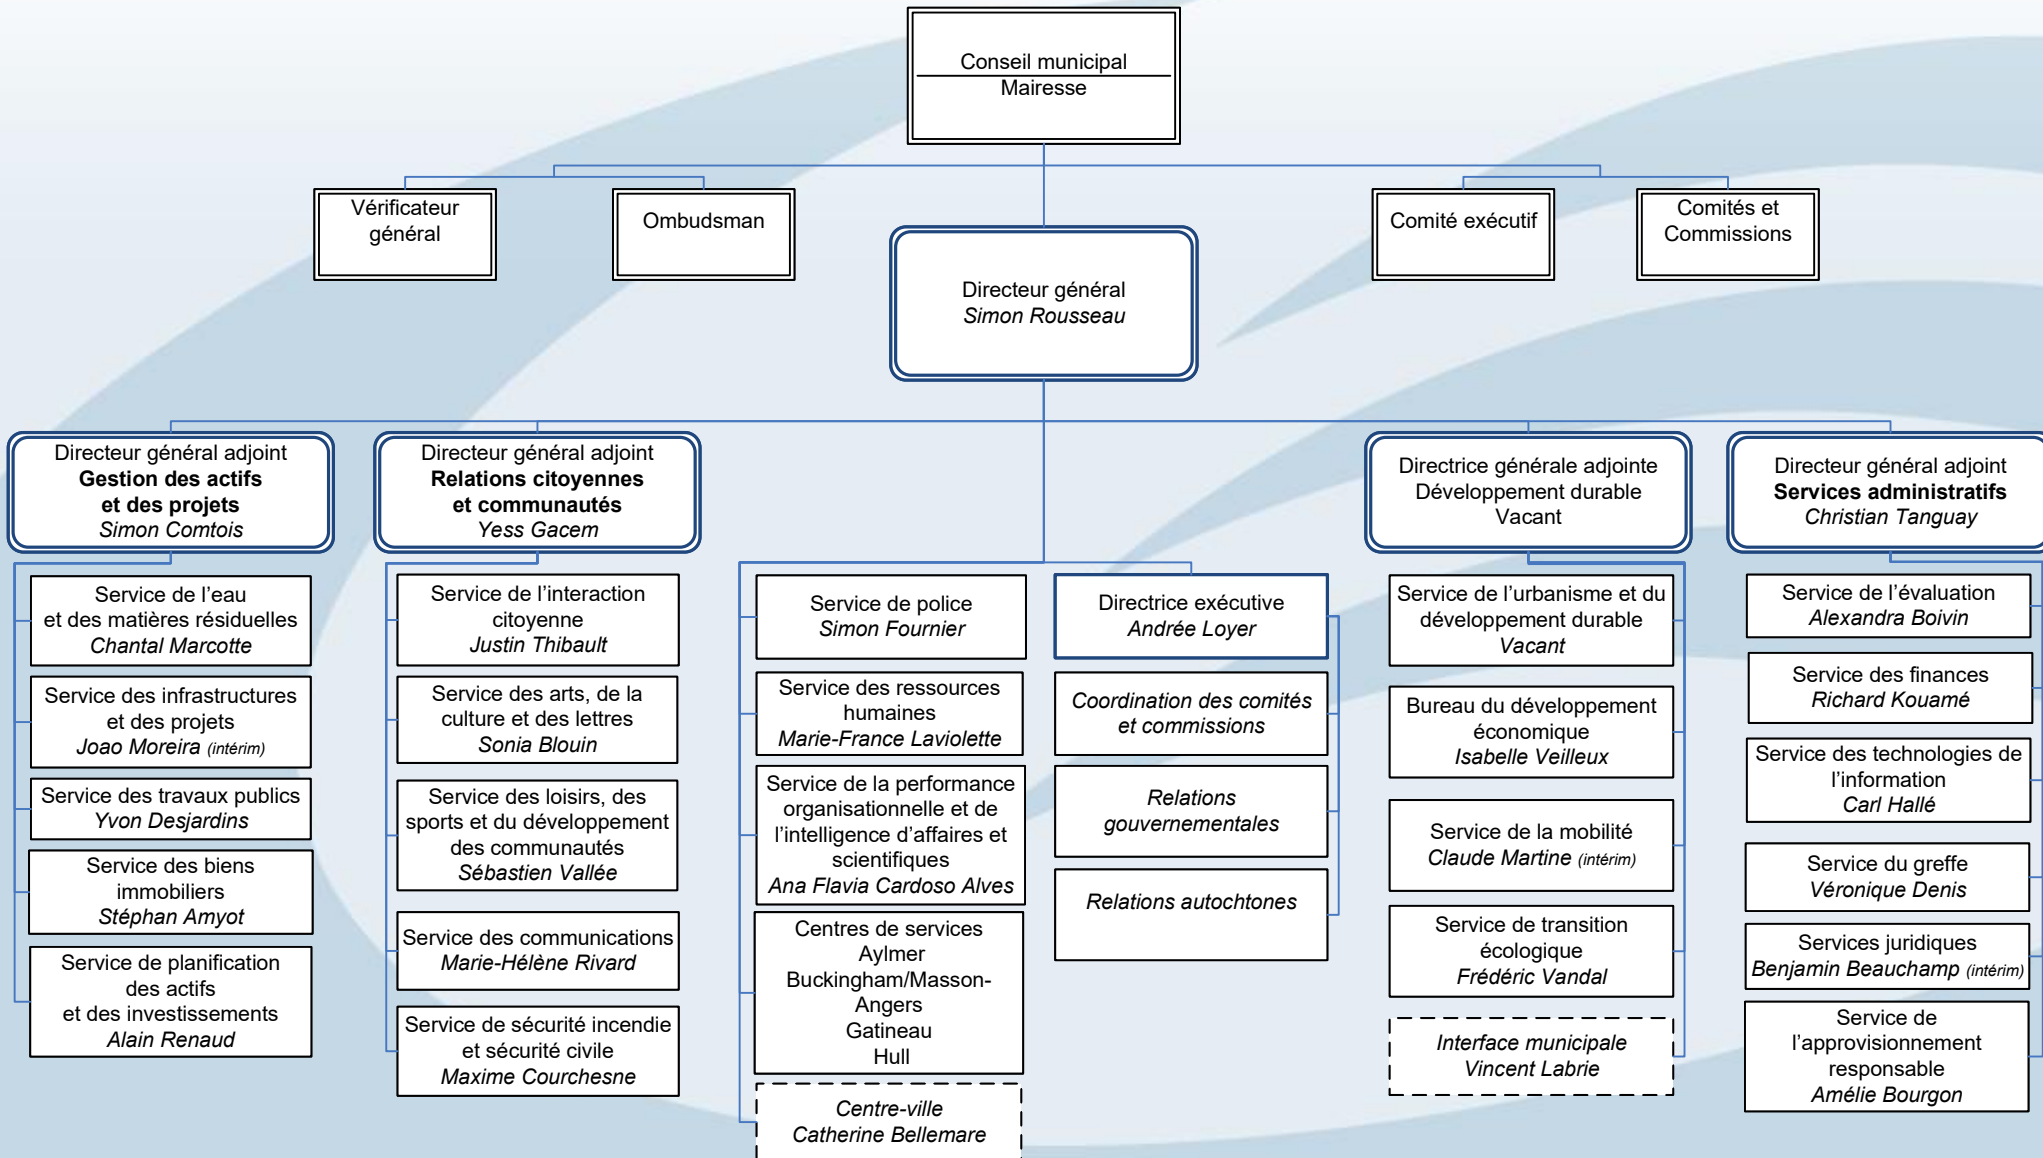 Conseil municipal
Mairesse
Vérificateur
général
Ombudsman
Comité exécutif
Comités et
Commissions
Directeur général
Simon Rousseau
Directeur général adjoint
Gestion des actifs
et des projets
Simon Comtois
Directeur général adjoint
Relations citoyennes
et communautés
Yess Gacem
Directrice générale adjointe
Développement durable
Vacant
Directeur général adjoint
Services administratifs
Christian Tanguay
Service de l'eau
et des matières résiduelles
Chantal Marcotte
Service des infrastructures
et des projets
Joao Moreira (intérim)
Service des travaux publics
Yvon Desjardins
Service des biens
immobiliers
Stéphan Amyot
Service de planification
des actifs
et des investissements
Alain Renaud
Service de l'interaction
citoyenne
Justin Thibault
Service des arts, de la
culture et des lettres
Sonia Blouin
Service des loisirs, des
sports et du développement
des communautés
Sébastien Vallée
Service des communications
Marie-Hélène Rivard
Service de sécurité incendie
et sécurité civile
Maxime Courchesne
Service de police
Simon Fournier
Service des ressources
humaines
Marie-France Laviolette
Service de la performance
organisationnelle et de
l'intelligence d'affaires et
scientifiques
Ana Flavia Cardoso Alves
Centres de services
Aylmer
Buckingham/Masson-
Angers
Gatineau
Hull
Centre-ville
Catherine Bellemare
Directrice exécutive
Andrée Loyer
Coordination des comités
et commissions
Relations
gouvernementales
Relations autochtones
Service de l'urbanisme et du
développement durable
Vacant
Bureau du développement
économique
Isabelle Veilleux
Service de la mobilité
Claude Martine (intérim)
Service de transition
écologique
Frédéric Vandal
Interface municipale
Vincent Labrie
Service de l'évaluation
Alexandra Boivin
Service des finances
Richard Kouamé
Service des technologies de
l'information
Carl Hallé
Service du greffe
Véronique Denis
Services juridiques
Benjamin Beauchamp (intérim)
Service de
l'approvisionnement
responsable
Amélie Bourgon